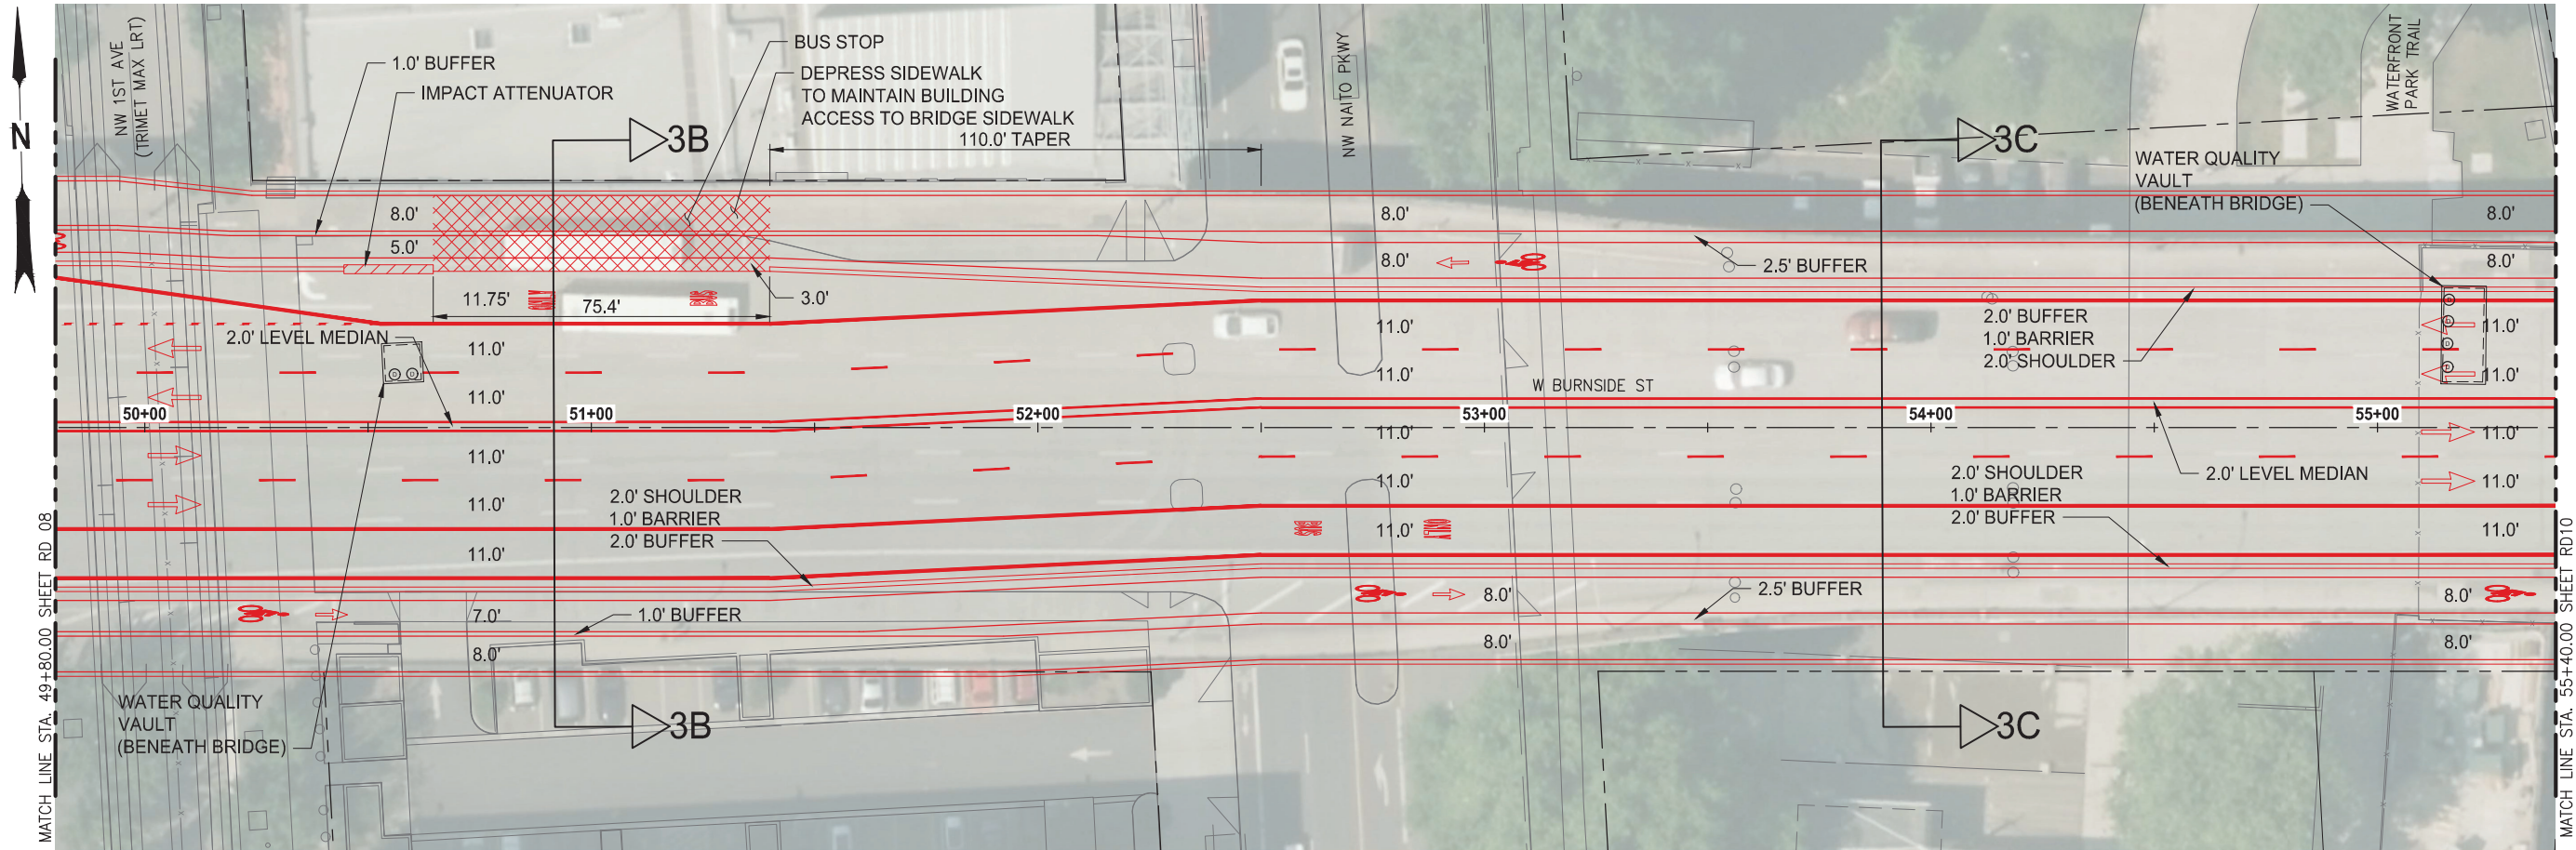 N
NW 1ST AVE
(TRIMET MAX LRT)
1.0' BUFFER
IMPACT ATTENUATOR
BUS STOP
DEPRESS SIDEWALK
TO MAINTAIN BUILDING
ACCESS TO BRIDGE SIDEWALK
110.0' TAPER
3B
NW NAITO PKWY
3C
WATERFRONT
PARK TRAIL
WATER QUALITY
VAULT
(BENEATH BRIDGE)
8.0'
5.0'
8.0'
8.0'
2.5' BUFFER
8.0'
8.0'
11.75'
ONLY
75.4'
BUS
3.0'
2.0' LEVEL MEDIAN
11.0'
11.0'
11.0'
11.0'
2.0' BUFFER
1.0' BARRIER
2.0' SHOULDER
11.0'
11.0'
W BURNSIDE ST
50+00
51+00
52+00
53+00
54+00
55+00
11.0'
11.0'
11.0'
11.0'
11.0'
11.0'
2.0' LEVEL MEDIAN
2.0' SHOULDER
1.0' BARRIER
2.0' BUFFER
2.0' SHOULDER
1.0' BARRIER
2.0' BUFFER
11.0'
BUS
11.0'
ONLY
11.0'
7.0'
1.0' BUFFER
8.0'
2.5' BUFFER
8.0'
8.0'
8.0'
8.0'
WATER QUALITY
VAULT
(BENEATH BRIDGE)
3B
3C
MATCH LINE STA. 49+80.00 SHEET RD 08
MATCH LINE STA. 55+40.00 SHEET RD10